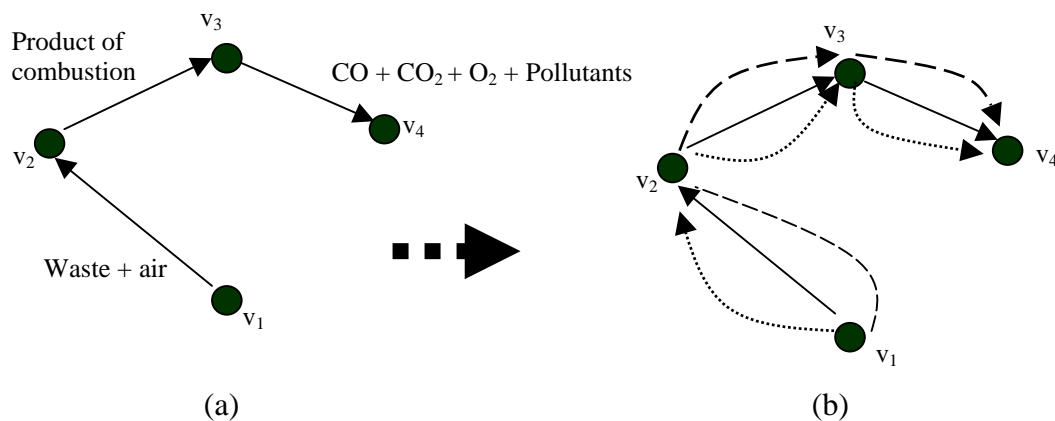 v3
Product of
combustion
CO + CO2 + O2 + Pollutants
v4
v2
Waste + air
v1
(a)
v3
v4
v2
v1
(b)